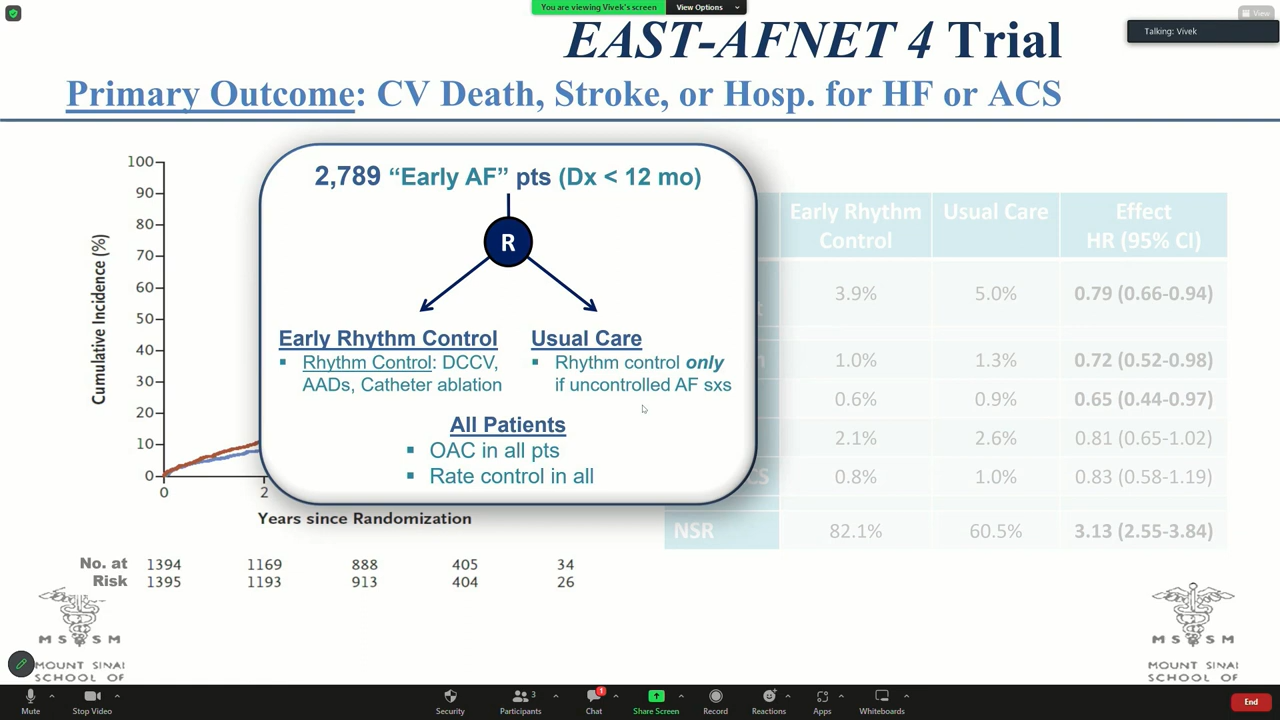 You are viewing Vivek's screen
View Options
View
Talking: Vivek
EAST-AFNET 4 Trial
Primary Outcome: CV Death, Stroke, or Hosp. for HF or ACS
2,789 “Early AF” pts (Dx < 12 mo)
R
Early Rhythm Control
▪ Rhythm Control: DCCV,
AADs, Catheter ablation
Usual Care
▪ Rhythm control only
if uncontrolled AF sxs
All Patients
▪ OAC in all pts
▪ Rate control in all
Cumulative Incidence (%)
100
90
80
70
60
50
40
30
20
10
0
0 2
Years since Randomization
No. at 1394 1169 888 405 34
Risk 1395 1193 913 404 26
Early Rhythm Usual Care Effect
Control HR (95% CI)
3.9% 5.0% 0.79 (0.66-0.94)
1.0% 1.3% 0.72 (0.52-0.98)
0.6% 0.9% 0.65 (0.44-0.97)
2.1% 2.6% 0.81 (0.65-1.02)
0.8% 1.0% 0.83 (0.58-1.19)
NSR 82.1% 60.5% 3.13 (2.55-3.84)
M S S M
MOUNT SINAI
SCHOOL OF
M S S M
MOUNT SINAI
SCHOOL OF
Mute
Stop Video
Security
Participants 3
Chat 1
Share Screen
Record
Reactions
Apps
Whiteboards
End